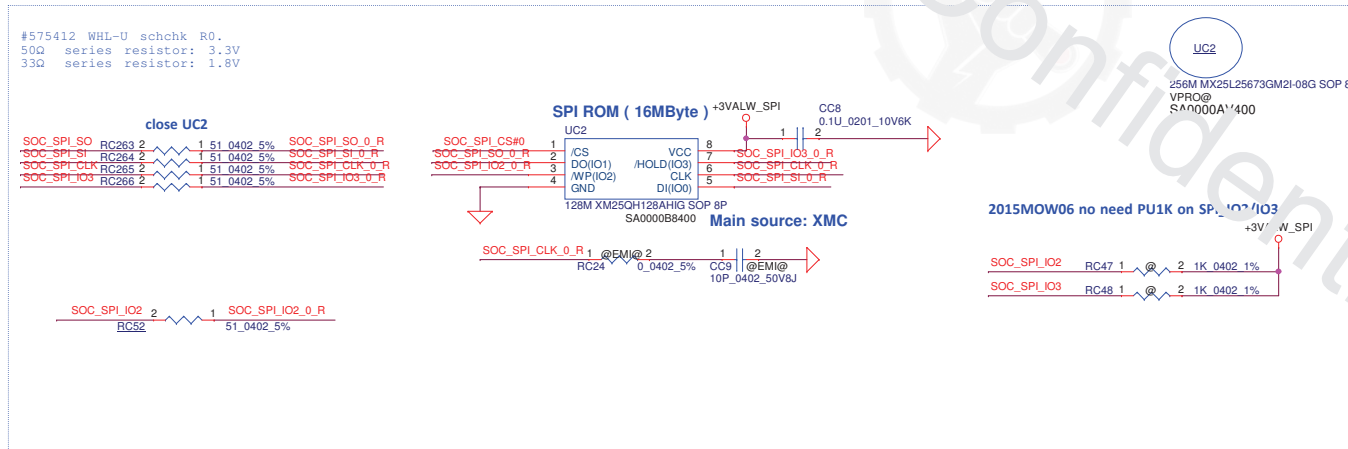 #575412 WHL-U schchk R0.
50Ω series resistor: 3.3V
33Ω series resistor: 1.8V
UC2
256M MX25L25673GM2I-08G SOP 8
VPRO@
SA0000AV400
close UC2
SOC_SPI_SO RC263 2 1 51_0402_5% SOC_SPI_SO_0_R
SOC_SPI_SI RC264 2 1 51_0402_5% SOC_SPI_SI_0_R
SOC_SPI_CLK RC265 2 1 51_0402_5% SOC_SPI_CLK_0_R
SOC_SPI_IO3 RC266 2 1 51_0402_5% SOC_SPI_IO3_0_R
SPI ROM ( 16MByte )
+3VALW_SPI
CC8
0.1U_0201_10V6K
1 2
UC2
SOC_SPI_CS#0 1 /CS VCC 8
SOC_SPI_SO_0_R 2 DO(IO1) /HOLD(IO3) 7 SOC_SPI_IO3_0_R
SOC_SPI_IO2_0_R 3 /WP(IO2) CLK 6 SOC_SPI_CLK_0_R
4 GND DI(IO0) 5 SOC_SPI_SI_0_R
128M XM25QH128AHIG SOP 8P
SA0000B8400
Main source: XMC
SOC_SPI_CLK_0_R 1 @EMI@ 2 1 2
RC24 0_0402_5% CC9 @EMI@
10P_0402_50V8J
2015MOW06 no need PU1K on SPI_IO2/IO3
+3VALW_SPI
SOC_SPI_IO2 RC47 1 @ 2 1K_0402_1%
SOC_SPI_IO3 RC48 1 @ 2 1K_0402_1%
SOC_SPI_IO2 2 1 SOC_SPI_IO2_0_R
RC52 51_0402_5%